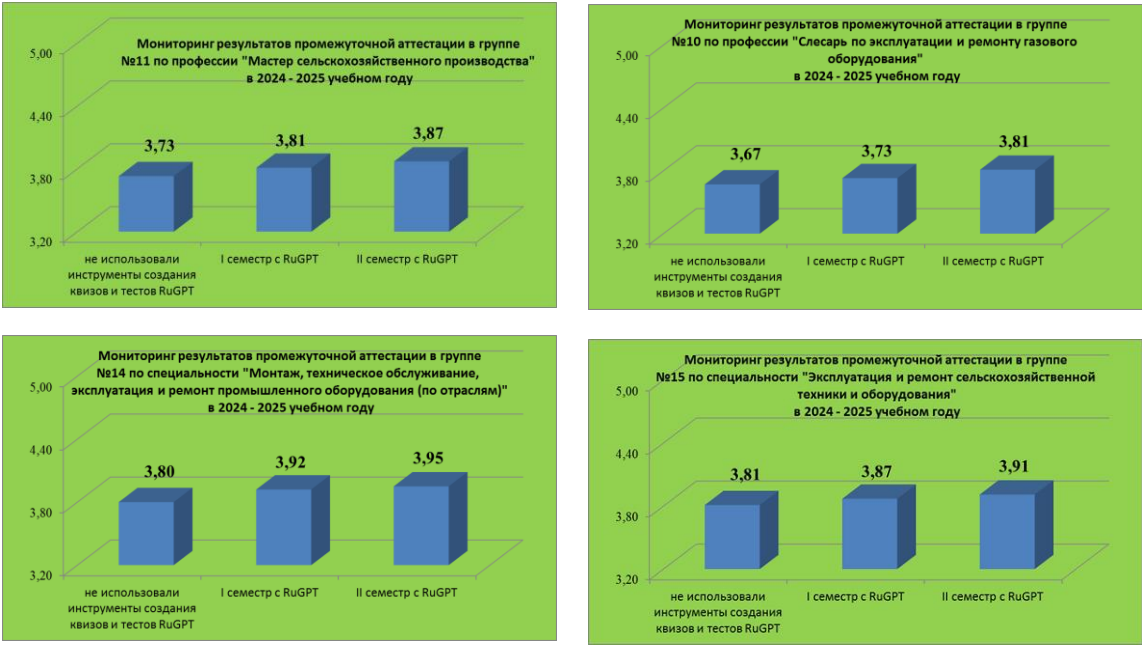 Мониторинг результатов промежуточной аттестации в группе
№11 по профессии "Мастер сельскохозяйственного производства"
в 2024 - 2025 учебном году
5,00
4,40
3,80
3,20
3,73
3,81
3,87
не использовали
инструменты создания
квизов и тестов RuGPT
I семестр с RuGPT
II семестр с RuGPT
Мониторинг результатов промежуточной аттестации в группе
№10 по профессии "Слесарь по эксплуатации и ремонту газового
оборудования"
в 2024 - 2025 учебном году
5,00
4,40
3,80
3,20
3,67
3,73
3,81
не использовали
инструменты создания
квизов и тестов RuGPT
I семестр с RuGPT
II семестр с RuGPT
Мониторинг результатов промежуточной аттестации в группе
№14 по специальности "Монтаж, техническое обслуживание,
эксплуатация и ремонт промышленного оборудования (по отраслям)"
в 2024 - 2025 учебном году
5,00
4,40
3,80
3,20
3,80
3,92
3,95
не использовали
инструменты создания
квизов и тестов RuGPT
I семестр с RuGPT
II семестр с RuGPT
Мониторинг результатов промежуточной аттестации в группе
№15 по специальности "Эксплуатация и ремонт сельскохозяйственной
техники и оборудования"
в 2024 - 2025 учебном году
5,00
4,40
3,80
3,20
3,81
3,87
3,91
не использовали
инструменты создания
квизов и тестов RuGPT
I семестр с RuGPT
II семестр с RuGPT